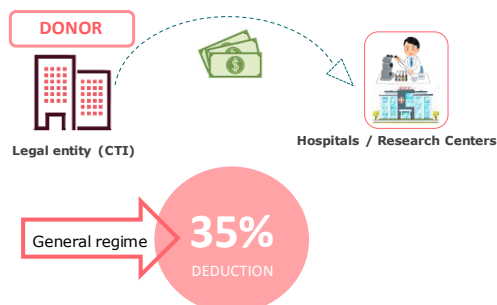 DONOR
Legal entity (CTI)
Hospitals / Research Centers
General regime
35%
DEDUCTION